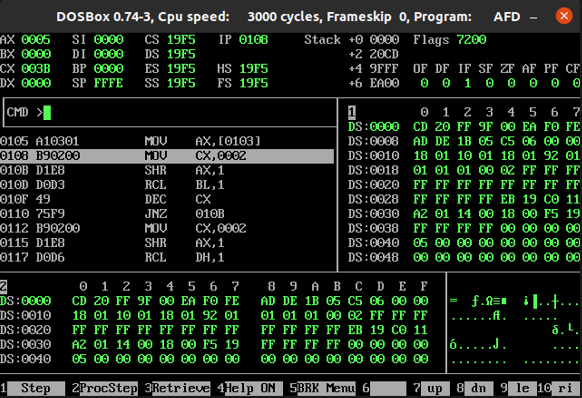 DOSBox 0.74-3, Cpu speed: 3000 cycles, Frameskip 0, Program: AFD
AX 0005 SI 0000 CS 19F5 IP 0108 Stack +0 0000 Flags 7200
BX 0000 DI 0000 DS 19F5 +2 20CD
CX 003B BP 0000 ES 19F5 HS 19F5 +4 9FFF OF DF IF SF ZF AF PF CF
DX 0000 SP FFFE SS 19F5 FS 19F5 +6 EA00 0 0 1 0 0 0 0 0
CMD >
1 0 1 2 3 4 5 6 7
DS:0000 CD 20 FF 9F 00 EA F0 FE
0105 A10301 MOV AX,[0103] DS:0008 AD DE 1B 05 C5 06 00 00
0108 B90200 MOV CX,0002 DS:0010 18 01 10 01 18 01 92 01
010B D1E8 SHR AX,1 DS:0018 01 01 01 00 02 FF FF FF
010D D0D3 RCL BL,1 DS:0020 FF FF FF FF FF FF FF FF
010F 49 DEC CX DS:0028 FF FF FF FF EB 19 C0 11
0110 75F9 JNZ 010B DS:0030 A2 01 14 00 18 00 F5 19
0112 B90200 MOV CX,0002 DS:0038 FF FF FF FF 00 00 00 00
0115 D1E8 SHR AX,1 DS:0040 05 00 00 00 00 00 00 00
0117 D0D6 RCL DH,1 DS:0048 00 00 00 00 00 00 00 00
2 0 1 2 3 4 5 6 7 8 9 A B C D E F
DS:0000 CD 20 FF 9F 00 EA F0 FE AD DE 1B 05 C5 06 00 00
DS:0010 18 01 10 01 18 01 92 01 01 01 01 00 02 FF FF FF
DS:0020 FF FF FF FF FF FF FF FF FF FF FF FF EB 19 C0 11
DS:0030 A2 01 14 00 18 00 F5 19 FF FF FF FF 00 00 00 00
DS:0040 05 00 00 00 00 00 00 00 00 00 00 00 00 00 00 00
1 Step 2 ProcStep 3 Retrieve 4 Help ON 5 BRK Menu 6 7 up 8 dn 9 le 10 ri